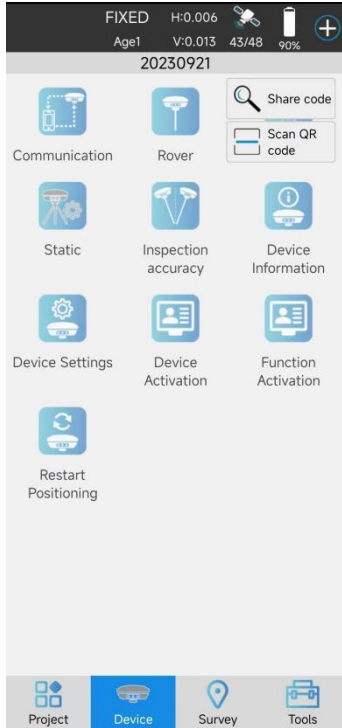 FIXED H:0.006
Age1 V:0.013 43/48 90%
20230921
Share code
Scan QR
code
Communication Rover
Static Inspection
accuracy Device
Information
Device Settings Device
Activation Function
Activation
Restart
Positioning
Project Device Survey Tools